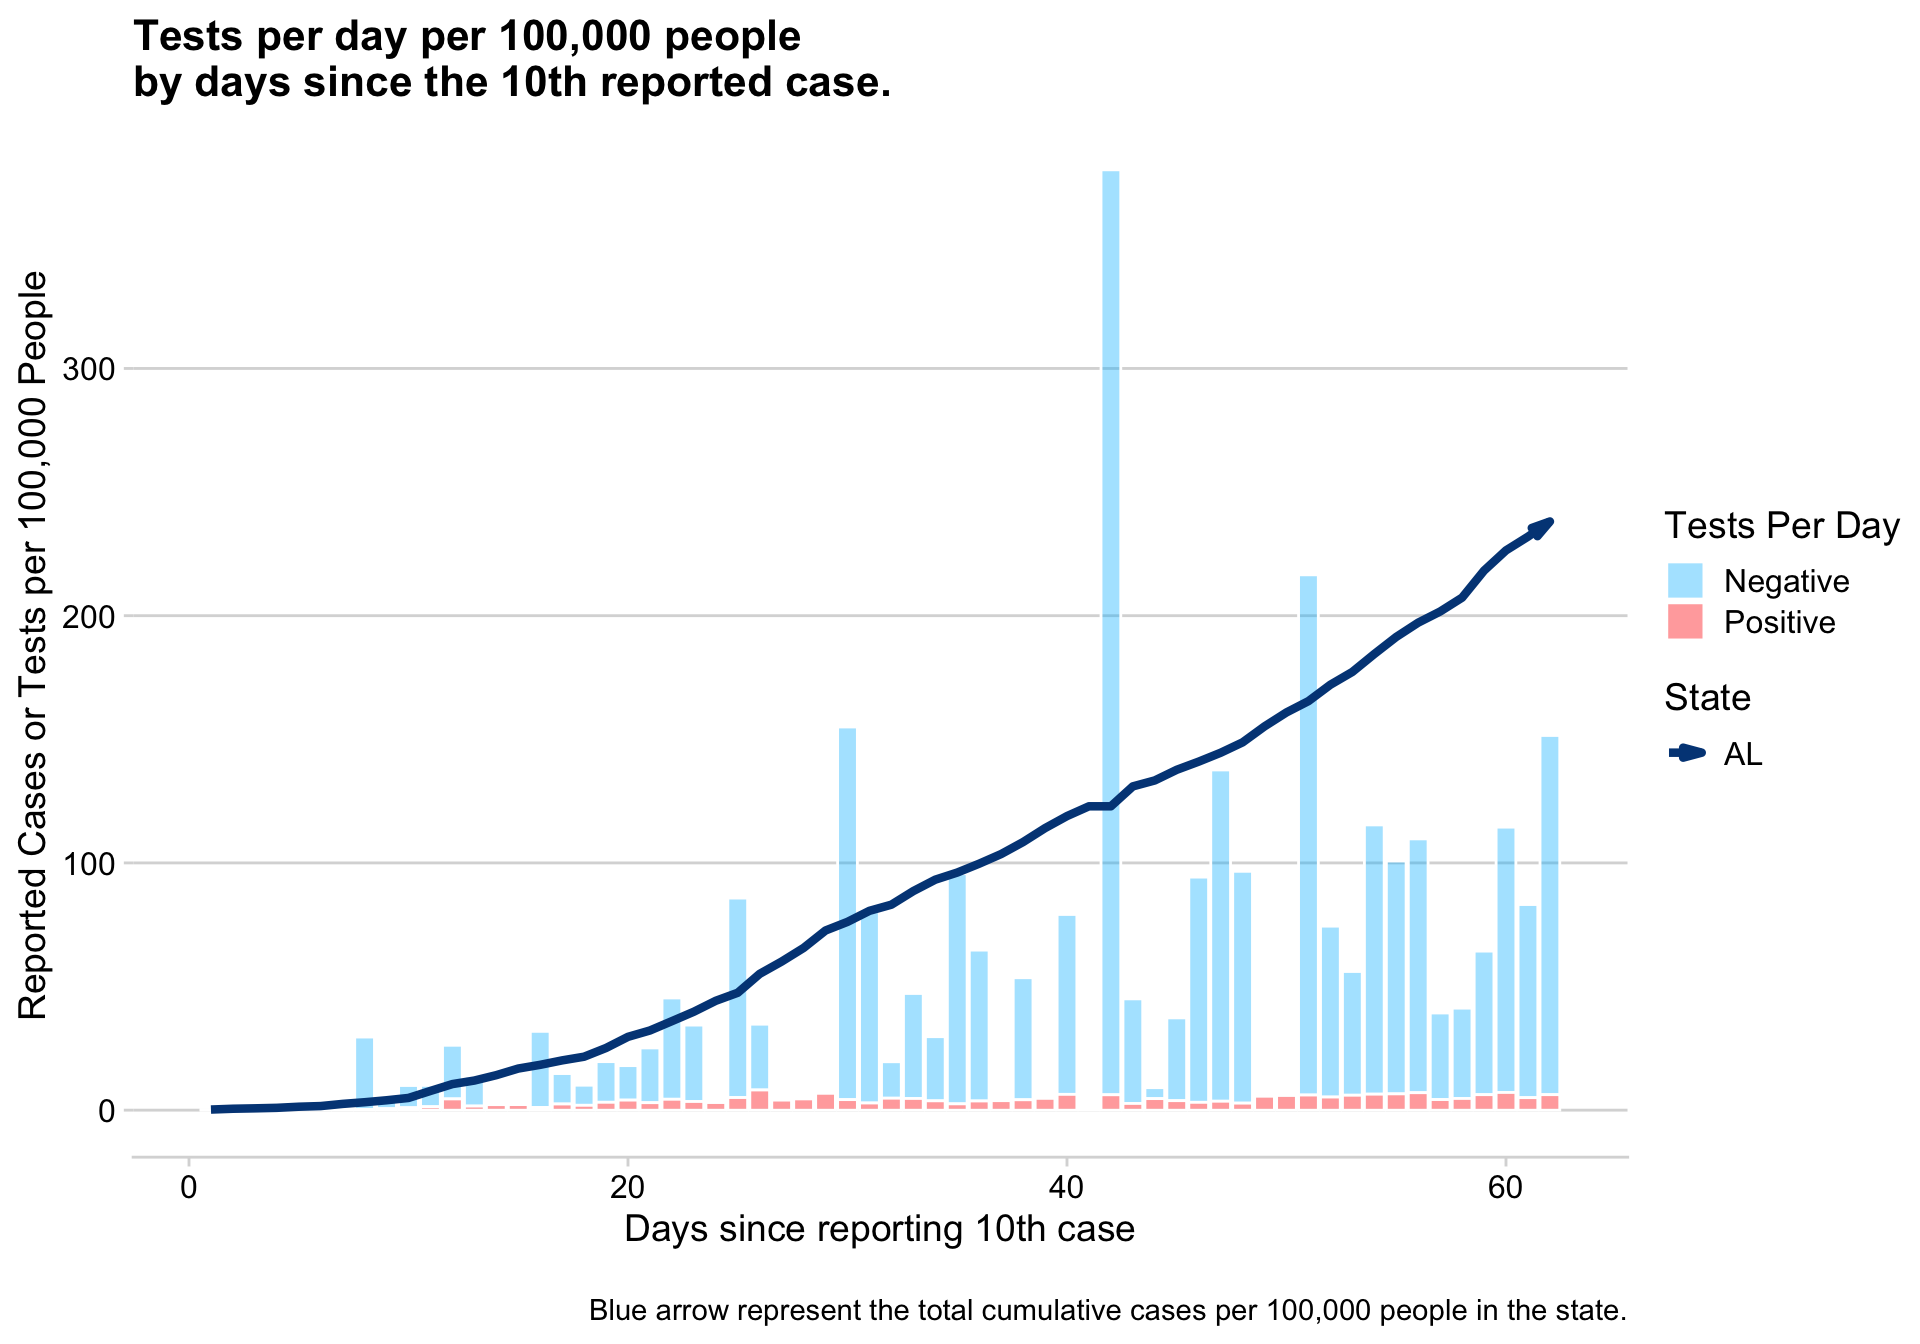 Tests per day per 100,000 people
by days since the 10th reported case.
Reported Cases or Tests per 100,000 People
300
200
100
0
0
20
40
60
Days since reporting 10th case
Tests Per Day
Negative
Positive
State
AL
Blue arrow represent the total cumulative cases per 100,000 people in the state.